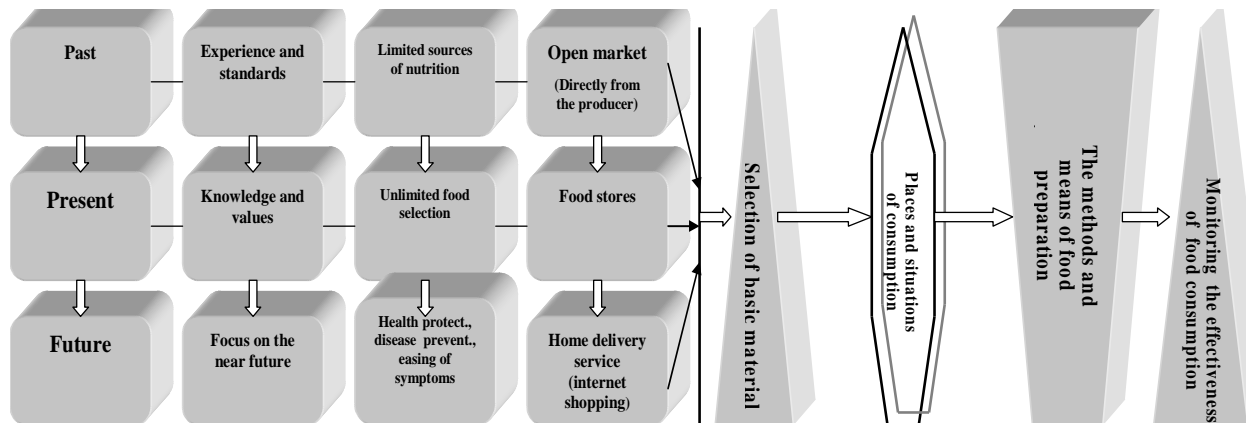 Past
Experience and
standards
Limited sources
of nutrition
Open market
(Directly from
the producer)
Present
Knowledge and
values
Unlimited food
selection
Food stores
Future
Focus on the
near future
Health protect.,
disease prevent.,
easing of
symptoms
Home delivery
service
(internet
shopping)
Selection of basic material
Places and situations
of consumption
The methods and
means of food
preparation
Monitoring the effectiveness
of food consumption